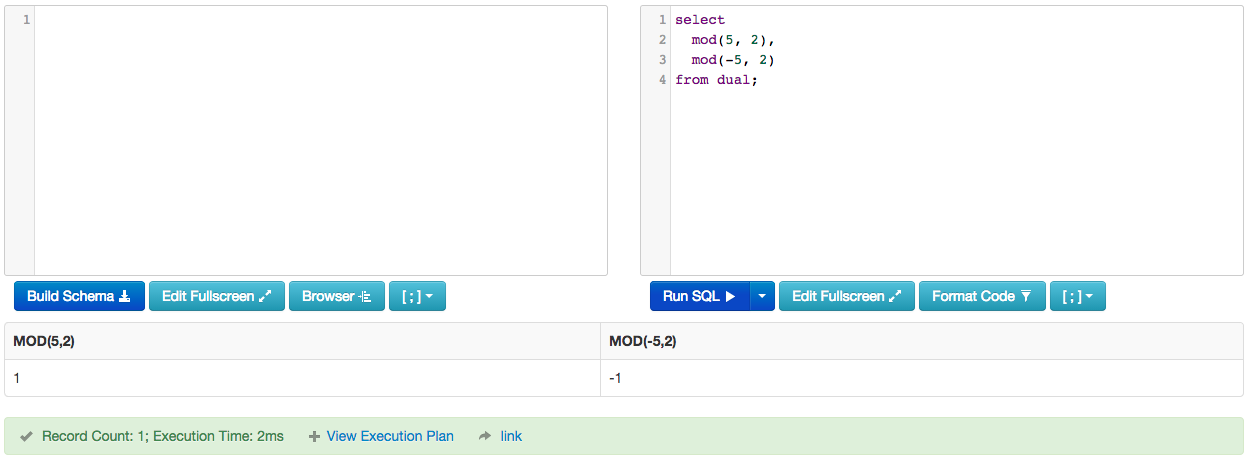 1
1 select
2 mod(5, 2),
3 mod(-5, 2)
4 from dual;
Build Schema Edit Fullscreen Browser [ ; ]
Run SQL Edit Fullscreen Format Code [ ; ]
MOD(5,2) MOD(-5,2)
1 -1
Record Count: 1; Execution Time: 2ms View Execution Plan link